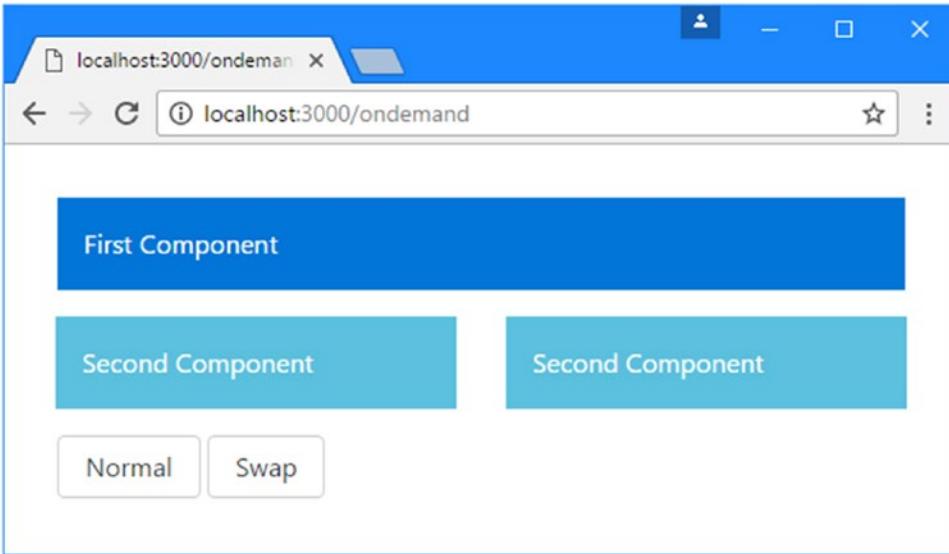 localhost:3000/ondeman
localhost:3000/ondemand
First Component
Second Component Second Component
Normal Swap